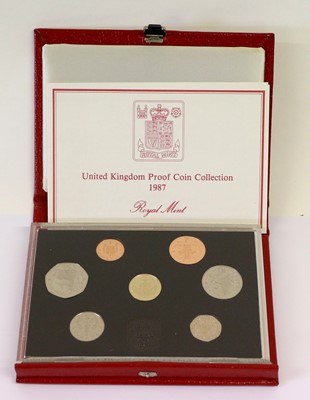 ROYAL MINT
United Kingdom Proof Coin Collection
1987
Royal Mint